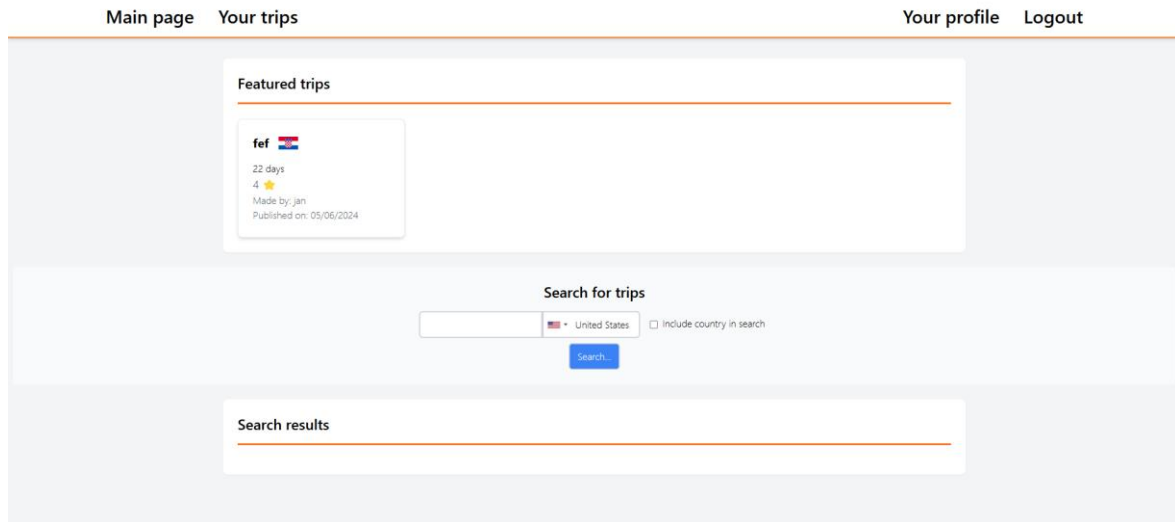 Main page Your trips Your profile Logout
Featured trips
fef
22 days
4
Made by: jan
Published on: 05/06/2024
Search for trips
United States Include country in search
Search...
Search results